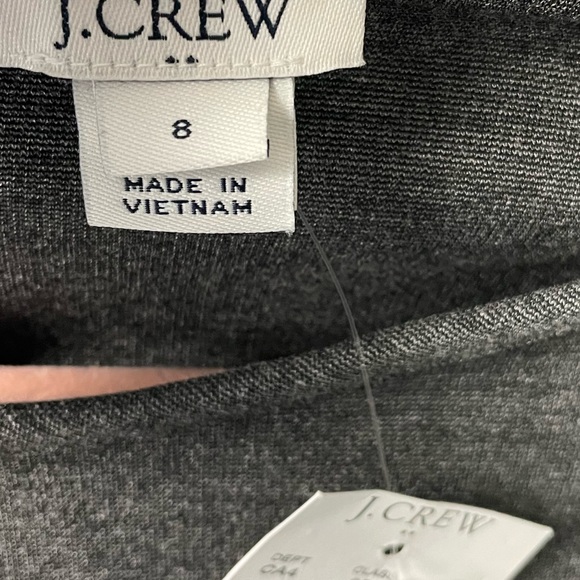 J.CREW
8
MADE IN
VIETNAM
J.CREW
DEPT
CA4